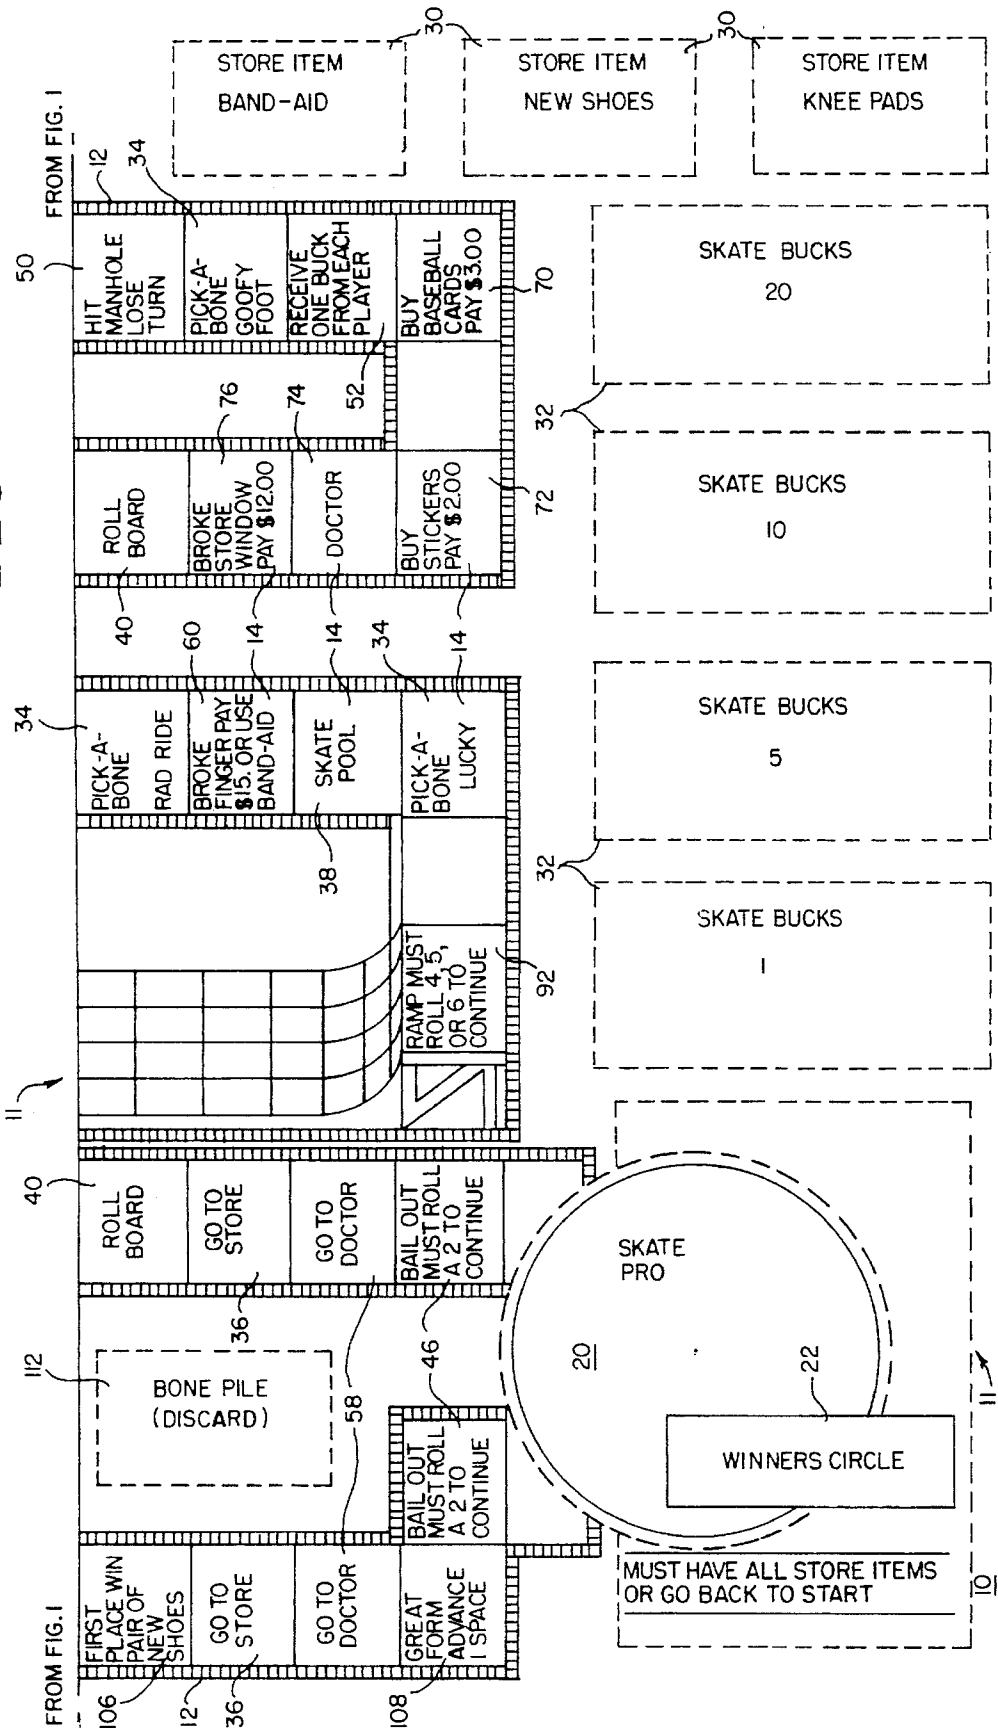 30
30
STORE ITEM
BAND-AID
STORE ITEM
NEW SHOES
STORE ITEM
KNEE PADS
FROM FIG. 1
50
12
34
HIT
MANHOLE
LOSE
TURN
PICK-A-
BONE
GOOFY
FOOT
RECEIVE
ONE BUCK
FROM EACH
PLAYER
BUY
BASEBALL
CARDS
PAY $3.00
70
52
76
74
72
ROLL
BOARD
BROKE
STORE
WINDOW
PAY $12.00
DOCTOR
BUY
STICKERS
PAY $2.00
40
14
14
14
60
34
34
PICK-A-
BONE
RAD RIDE
BROKE
FINGER PAY
$15. OR USE
BAND-AID
SKATE
POOL
PICK-A-
BONE
LUCKY
38
RAMP MUST
ROLL 4, 5,
OR 6 TO
CONTINUE
92
11
SKATE BUCKS
20
SKATE BUCKS
10
SKATE BUCKS
5
SKATE BUCKS
1
32
32
40
ROLL
BOARD
GO TO
STORE
GO TO
DOCTOR
BAIL OUT
MUST ROLL
A 2 TO
CONTINUE
36
58
46
112
BONE PILE
(DISCARD)
BAIL OUT
MUST ROLL
A 2 TO
CONTINUE
FROM FIG. 1
FIRST
PLACE WIN
PAIR OF
NEW
SHOES
GO TO
STORE
GO TO
DOCTOR
GREAT
FORM
ADVANCE
1 SPACE
106
12
36
108
SKATE
PRO
20
22
WINNERS CIRCLE
MUST HAVE ALL STORE ITEMS
OR GO BACK TO START
11
10